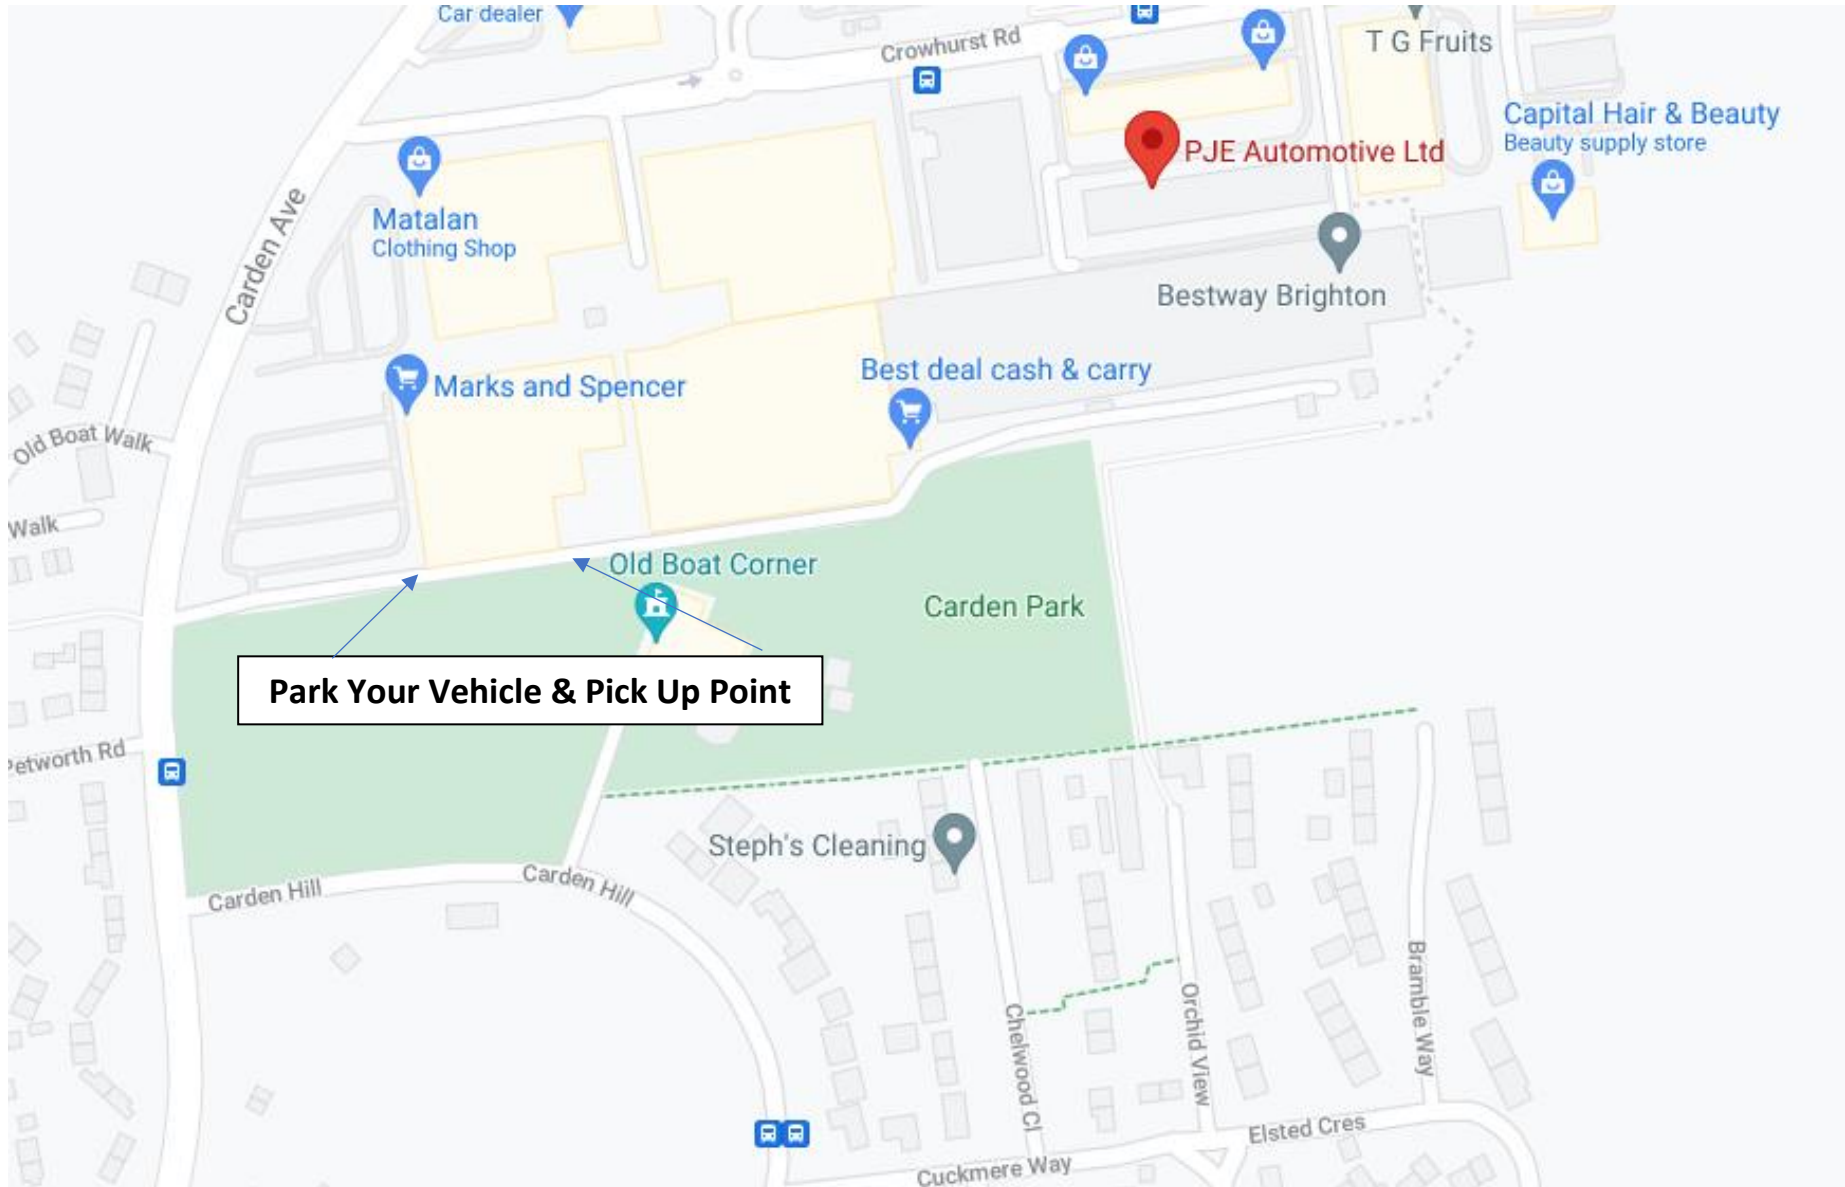 Car dealer
Crowhurst Rd
T G Fruits
Capital Hair & Beauty
Beauty supply store
PJE Automotive Ltd
Carden Ave
Matalan
Clothing Shop
Bestway Brighton
Best deal cash & carry
Marks and Spencer
Old Boat Walk
Walk
Old Boat Corner
Carden Park
Park Your Vehicle & Pick Up Point
Petworth Rd
Steph's Cleaning
Carden Hill
Carden Hill
Bramble Way
Orchid View
Chelwood Cl
Elsted Cres
Cuckmere Way